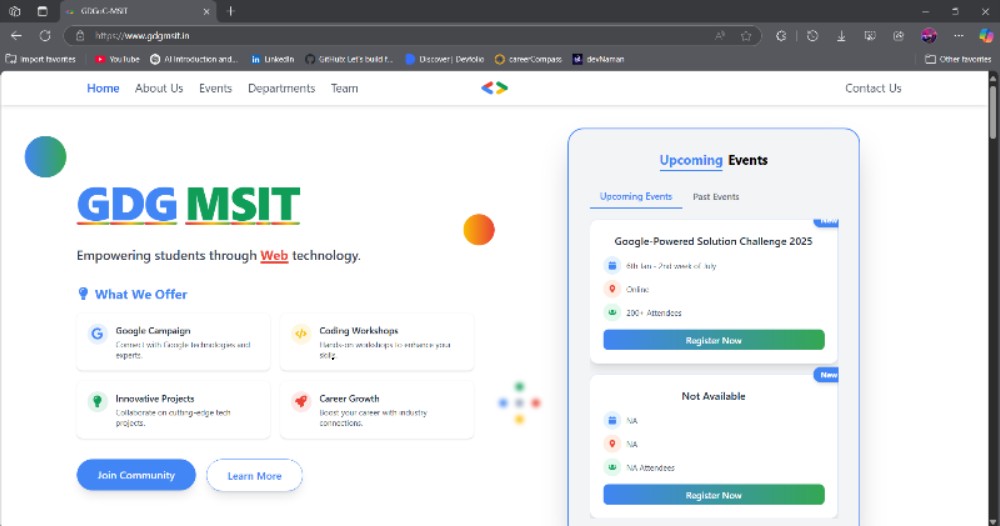 GDGoC-MSIT
https://www.gdgmsit.in
Import favorites
YouTube
AI Introduction and...
LinkedIn
GitHub: Let's build f...
Discover | Devfolio
careerCompass
devNaman
Other favorites
Home About Us Events Departments Team
Contact Us
GDG MSIT
Empowering students through Web technology.
What We Offer
Google Campaign
Connect with Google technologies and
experts.
Coding Workshops
Hands-on workshops to enhance your
skills.
Innovative Projects
Collaborate on cutting-edge tech
projects.
Career Growth
Boost your career with industry
connections.
Join Community
Learn More
Upcoming Events
Upcoming Events Past Events
New
Google-Powered Solution Challenge 2025
6th Jan - 2nd week of July
Online
200+ Attendees
Register Now
New
Not Available
NA
NA
NA Attendees
Register Now